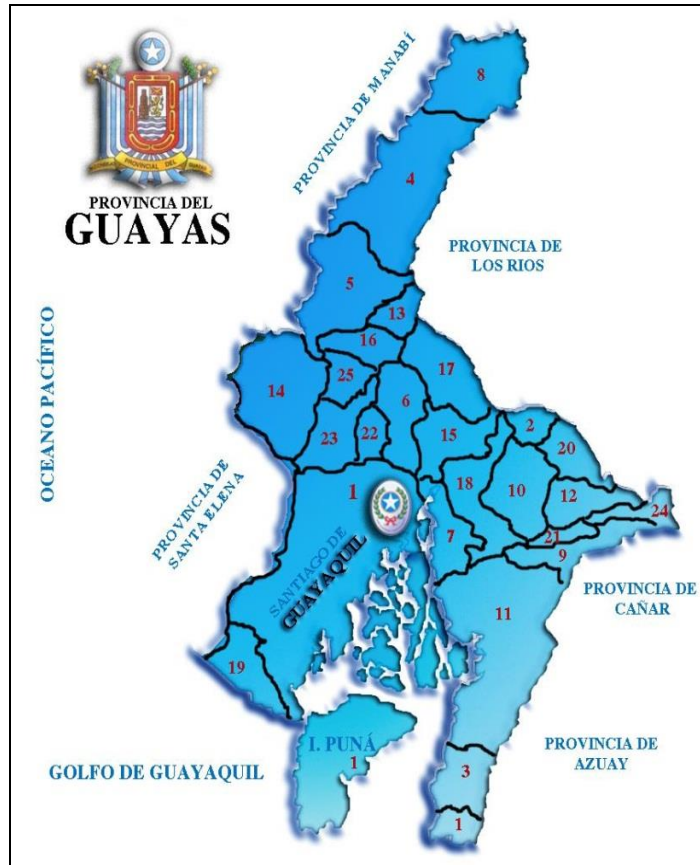 PROVINCIAL DEL
PROVINCIA DEL
GUAYAS
PROVINCIA DE MANABÍ
8
4
PROVINCIA DE
LOS RIOS
5
13
16
OCEANO PACÍFICO
14
25
17
6
23
22
15
2
20
PROVINCIA DE
SANTA ELENA
1
18
10
12
24
7
21
9
SANTIAGO DE
GUAYAQUIL
PROVINCIA DE
CAÑAR
11
19
I. PUNÁ
1
GOLFO DE GUAYAQUIL
PROVINCIA DE
AZUAY
3
1